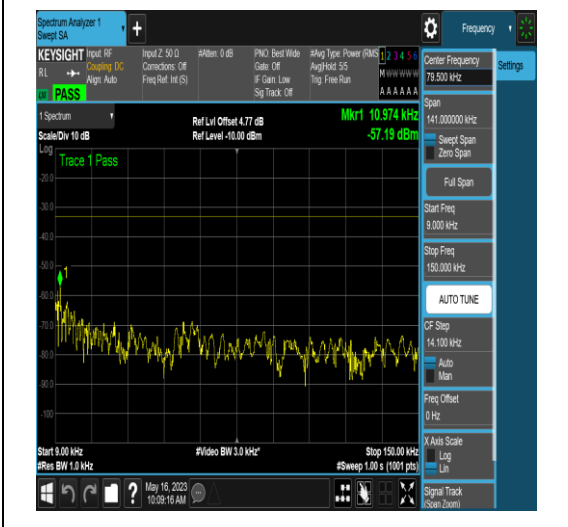 Spectrum Analyzer 1
Swept SA
+
Frequency
KEYSIGHT
RL
PASS
Input: RF
Coupling: DC
Align: Auto
Input Z: 50 Ω
Corrections: Off
Freq Ref: Int (S)
#Atten: 0 dB
PNO: Best Wide
Gate: Off
IF Gain: Low
Sig Track: Off
#Avg Type: Power (RMS
Avg|Hold: 5/5
Trig: Free Run
1 2 3 4 5 6
M W W W W W
A A A A A A
1 Spectrum
Scale/Div 10 dB
Log
Ref Lvl Offset 4.77 dB
Ref Level -10.00 dBm
Mkr1 10.974 kHz
-57.19 dBm
Trace 1 Pass
-20.0
-30.0
-40.0
-50.0
1
-60.0
-70.0
-80.0
-90.0
-100
Start 9.00 kHz
#Res BW 1.0 kHz
#Video BW 3.0 kHz*
Stop 150.00 kHz
#Sweep 1.00 s (1001 pts)
?
May 16, 2023
10:09:16 AM
Center Frequency
79.500 kHz
Settings
Span
141.000000 kHz
Swept Span
Zero Span
Full Span
Start Freq
9.000 kHz
Stop Freq
150.000 kHz
AUTO TUNE
CF Step
14.100 kHz
Auto
Man
Freq Offset
0 Hz
X Axis Scale
Log
Lin
Signal Track
(Span Zoom)